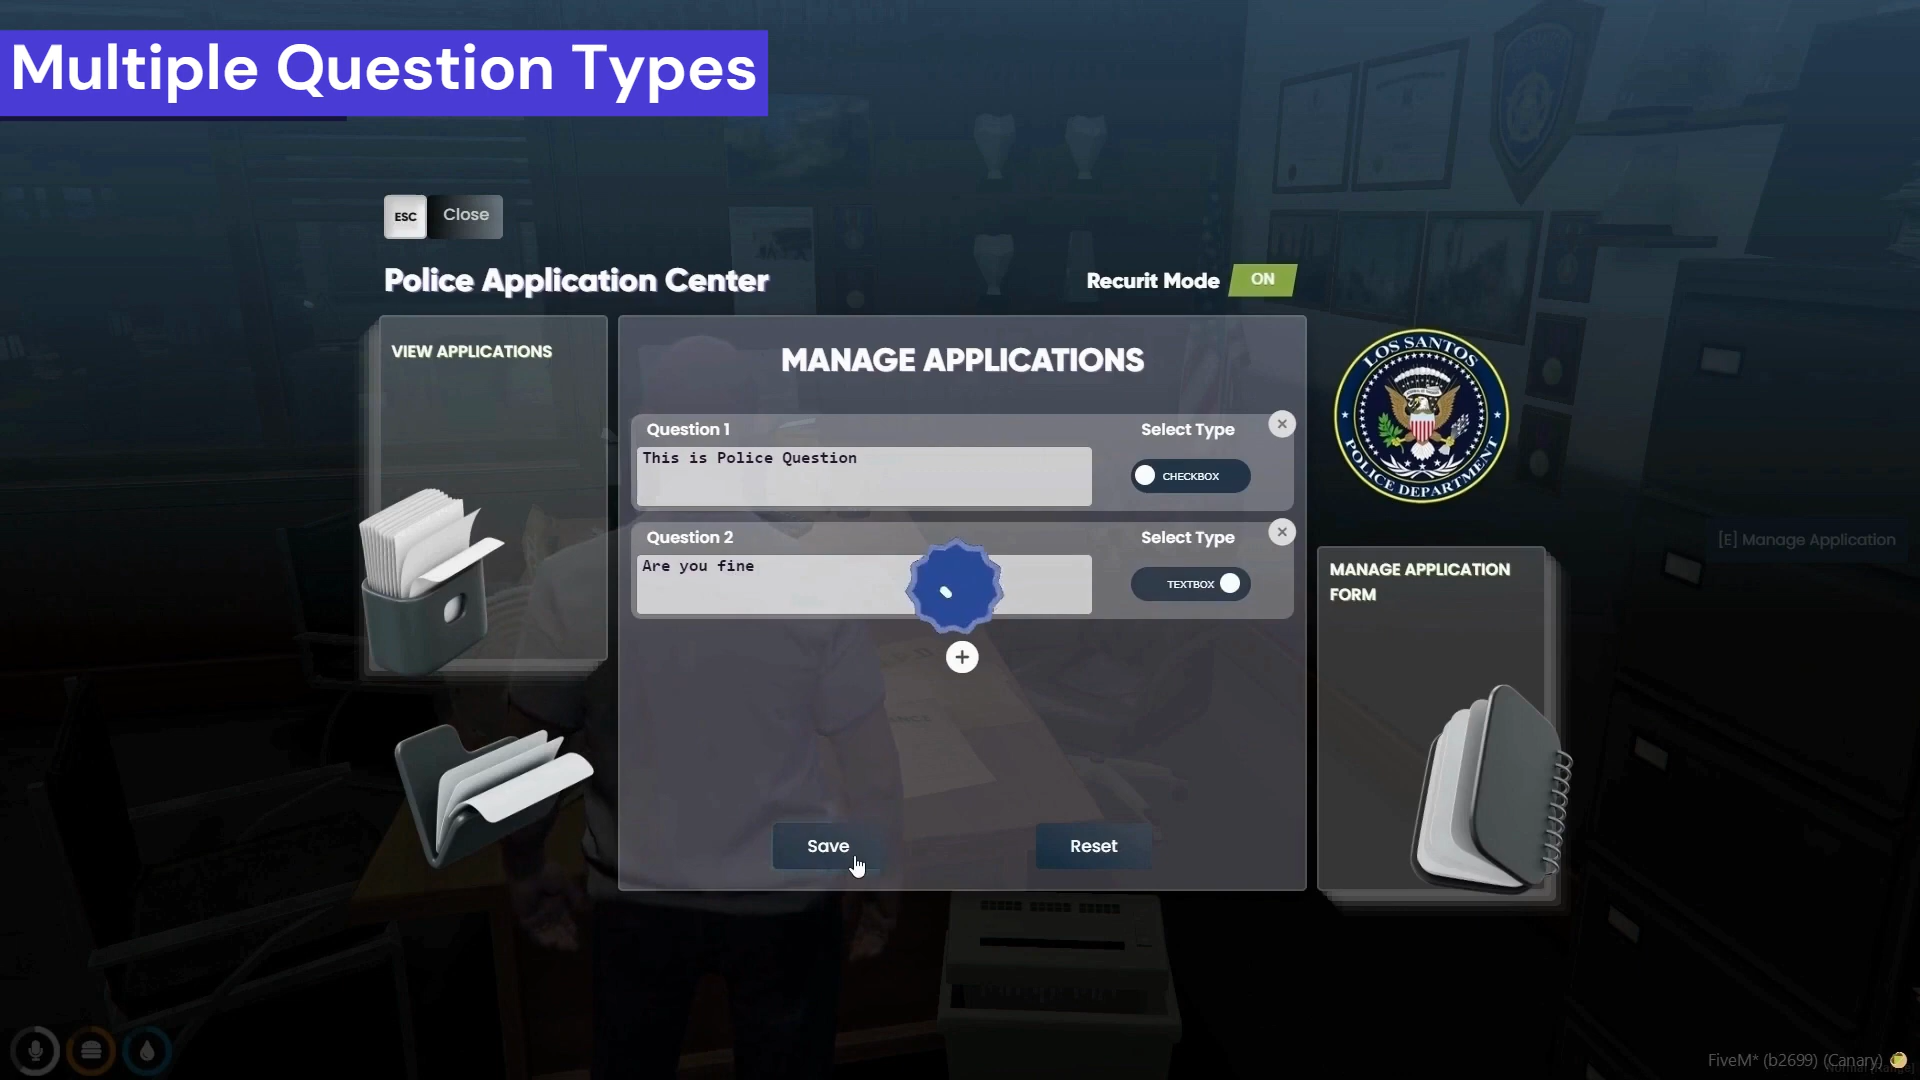 Multiple Question Types
ESC Close
Police Application Center
Recurit Mode ON
VIEW APPLICATIONS
MANAGE APPLICATIONS
Question 1
Select Type
This is Police Question
CHECKBOX
Question 2
Select Type
Are you fine
TEXTBOX
Save
Reset
LOS SANTOS
POLICE DEPARTMENT
[E] Manage Application
MANAGE APPLICATION
FORM
FiveM* (b2699) (Canary)